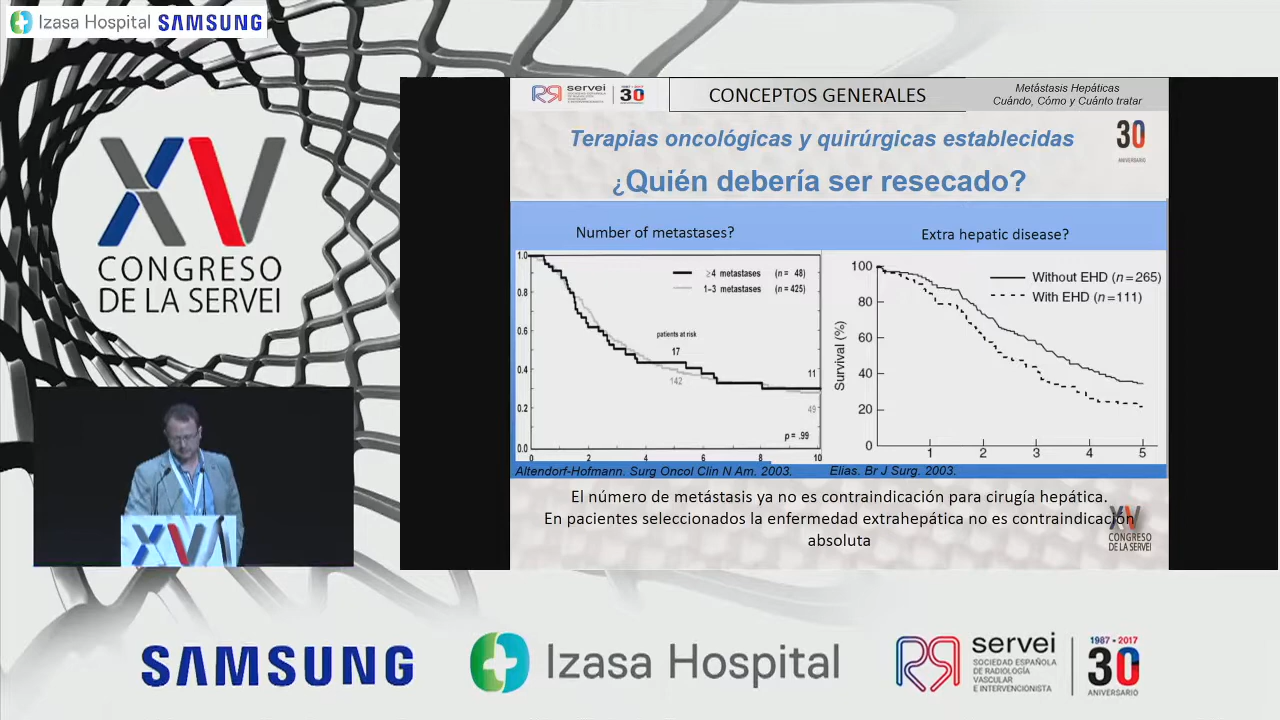 Izasa Hospital SAMSUNG
XV
CONGRESO
DE LA SERVEI
servei
1987 • 2017
30
CONCEPTOS GENERALES
Metástasis Hepáticas
Cuándo, Cómo y Cuánto tratar
Terapias oncológicas y quirúrgicas establecidas
30
ANIVERSARIO
¿Quién debería ser resecado?
Number of metastases?
1.0
0.8
0.6
0.4
0.2
0.0
≥4 metastases (n = 48)
1–3 metastases (n = 425)
patients at risk
17
142
11
49
p = .99
0 2 4 6 8 10
Altendorf-Hofmann. Surg Oncol Clin N Am. 2003.
Extra hepatic disease?
Survival (%)
100
80
60
40
20
0
Without EHD (n=265)
With EHD (n=111)
1 2 3 4 5
Elias. Br J Surg. 2003.
El número de metástasis ya no es contraindicación para cirugía hepática.
En pacientes seleccionados la enfermedad extrahepática no es contraindicación
absoluta
XV
CONGRESO
DE LA SERVEI
XV
SAMSUNG
Izasa Hospital
servei
SOCIEDAD ESPAÑOLA
DE RADIOLOGÍA
VASCULAR
E INTERVENCIONISTA
1987 • 2017
30
ANIVERSARIO